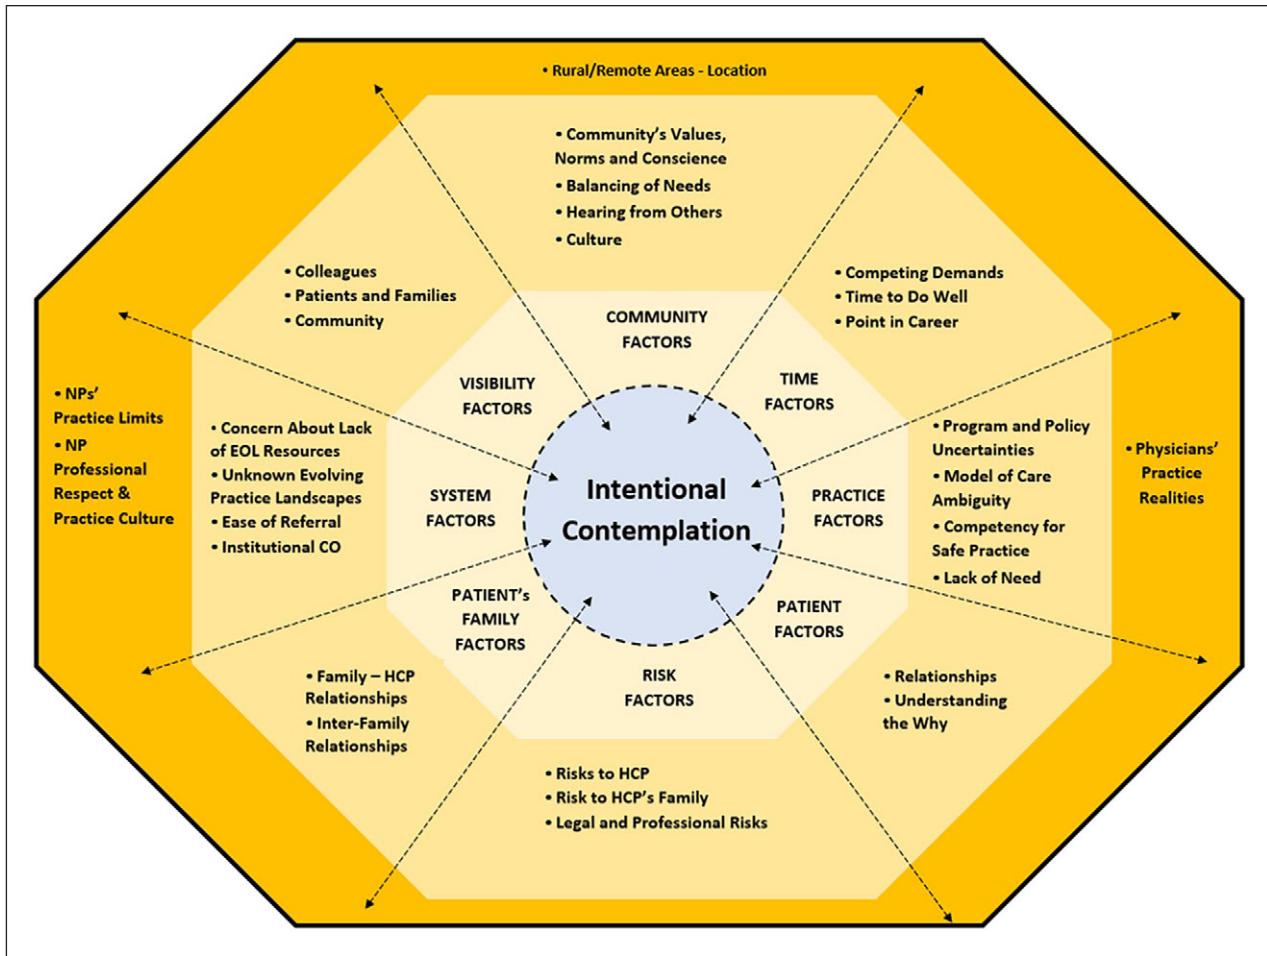 • Rural/Remote Areas - Location
• Community's Values,
Norms and Conscience
• Balancing of Needs
• Hearing from Others
• Culture
• Colleagues
• Patients and Families
• Community
• Competing Demands
• Time to Do Well
• Point in Career
COMMUNITY
FACTORS
VISIBILITY
FACTORS
TIME
FACTORS
• NPs'
Practice Limits
• NP
Professional
Respect &
Practice Culture
• Concern About Lack
of EOL Resources
• Unknown Evolving
Practice Landscapes
• Ease of Referral
• Institutional CO
SYSTEM
FACTORS
Intentional
Contemplation
PRACTICE
FACTORS
• Program and Policy
Uncertainties
• Model of Care
Ambiguity
• Competency for
Safe Practice
• Lack of Need
• Physicians'
Practice
Realities
PATIENT's
FAMILY
FACTORS
PATIENT
FACTORS
RISK
FACTORS
• Family – HCP
Relationships
• Inter-Family
Relationships
• Relationships
• Understanding
the Why
• Risks to HCP
• Risk to HCP's Family
• Legal and Professional Risks